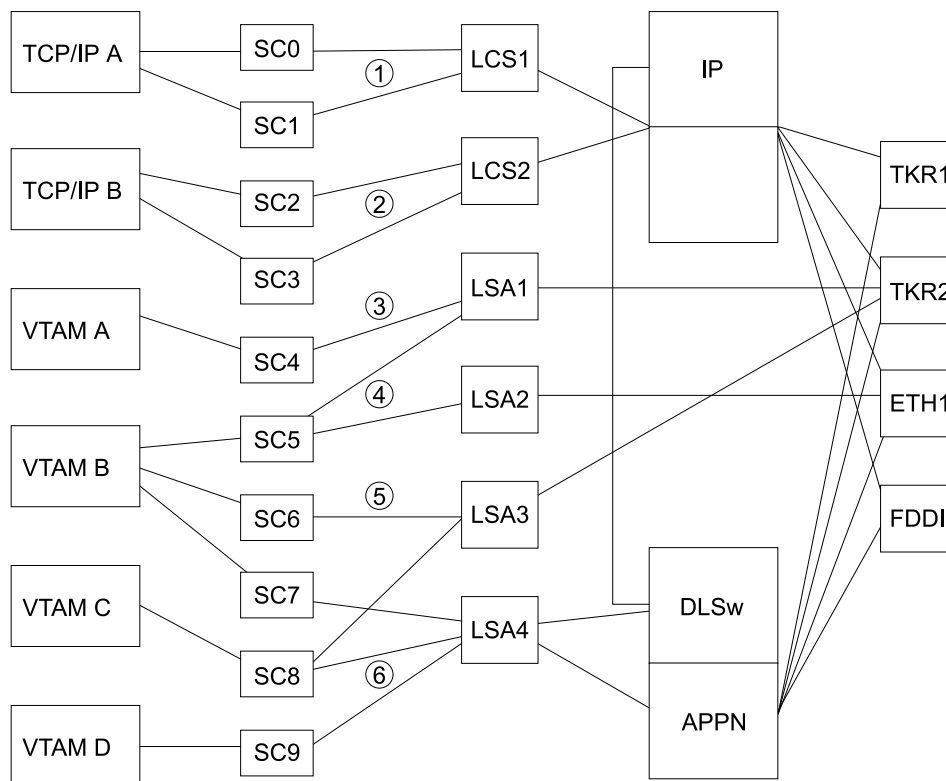 TCP/IP A
SC0
LCS1
IP
①
SC1
TKR1
TCP/IP B
SC2
LCS2
②
SC3
TKR2
VTAM A
③
LSA1
SC4
④
LSA2
ETH1
VTAM B
SC5
⑤
SC6
LSA3
FDDI
VTAM C
SC7
LSA4
DLSw
SC8
⑥
APPN
VTAM D
SC9